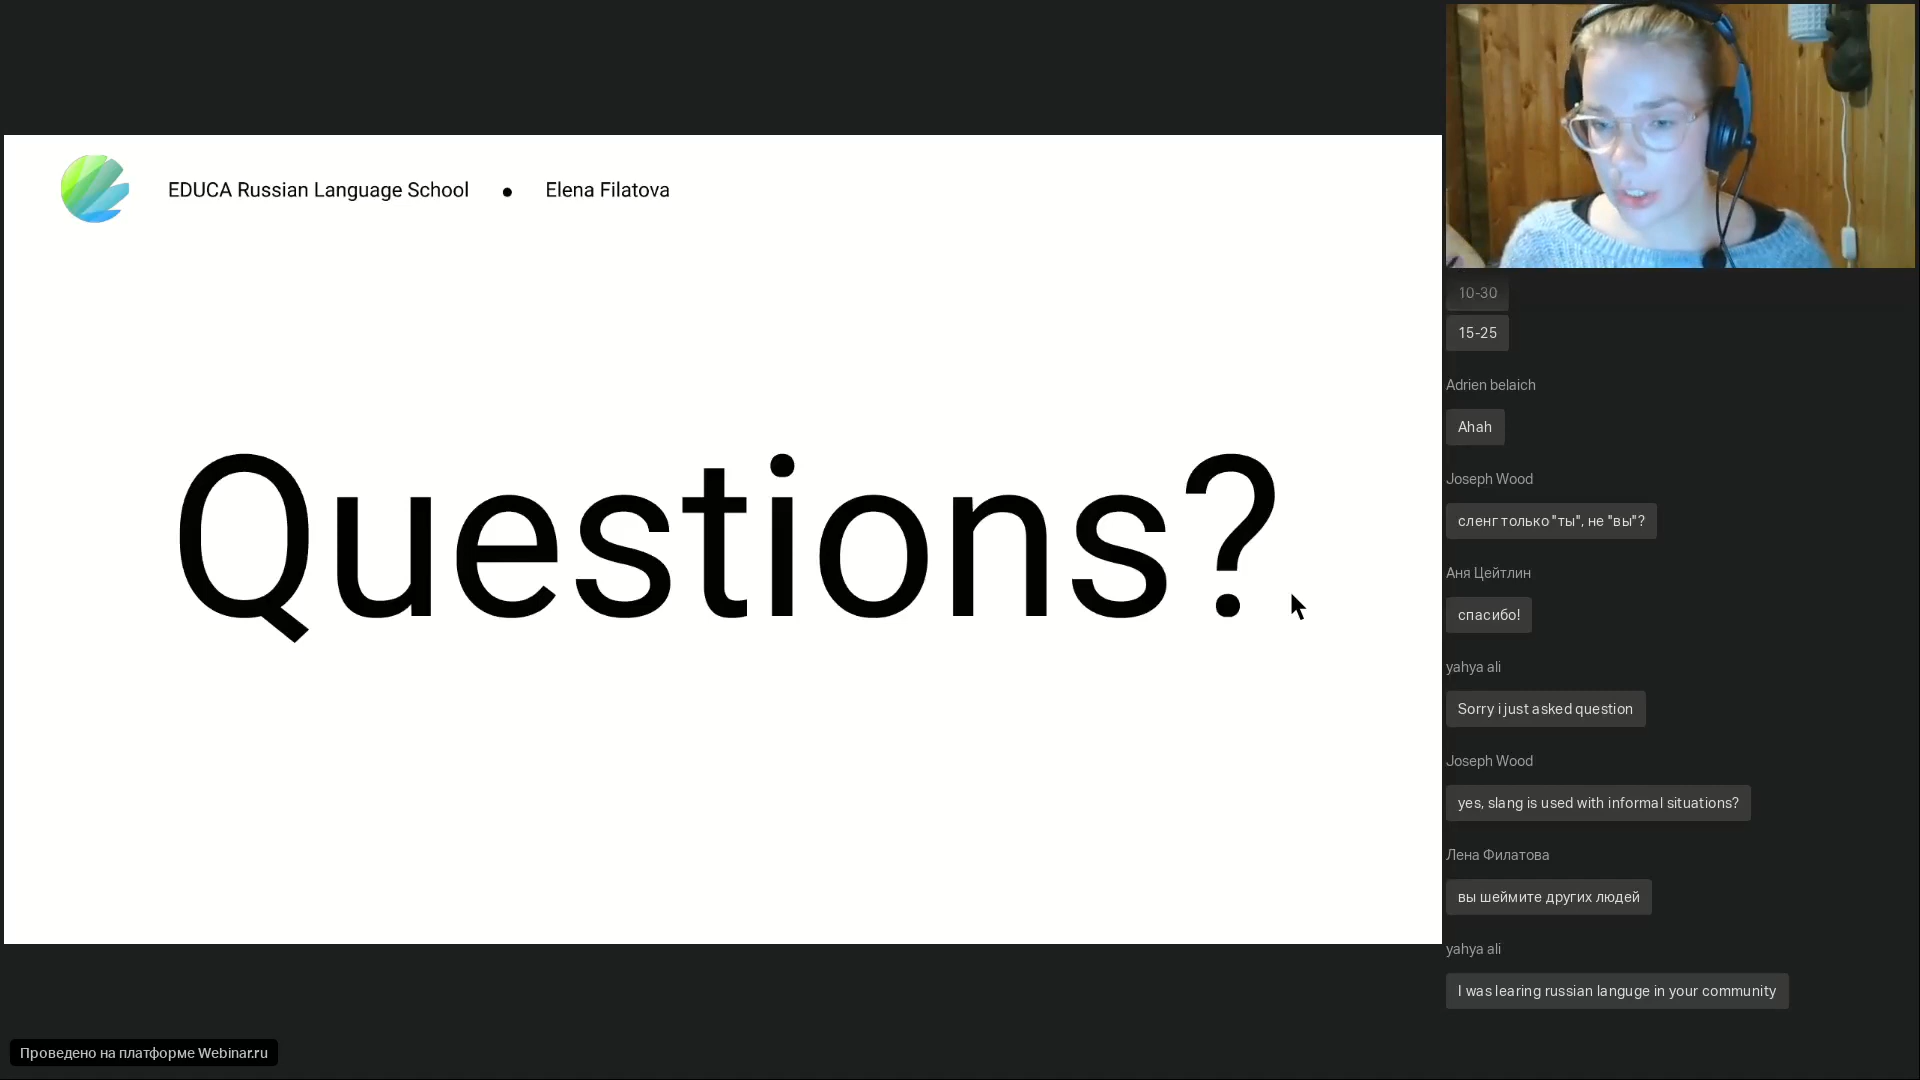 EDUCA Russian Language School • Elena Filatova
Questions?
10-30
15-25
Adrien belaich
Ahah
Joseph Wood
сленг только "ты", не "вы"?
Аня Цейтлин
спасибо!
yahya ali
Sorry i just asked question
Joseph Wood
yes, slang is used with informal situations?
Лена Филатова
вы шеймите других людей
yahya ali
I was learing russian languge in your community
Проведено на платформе Webinar.ru